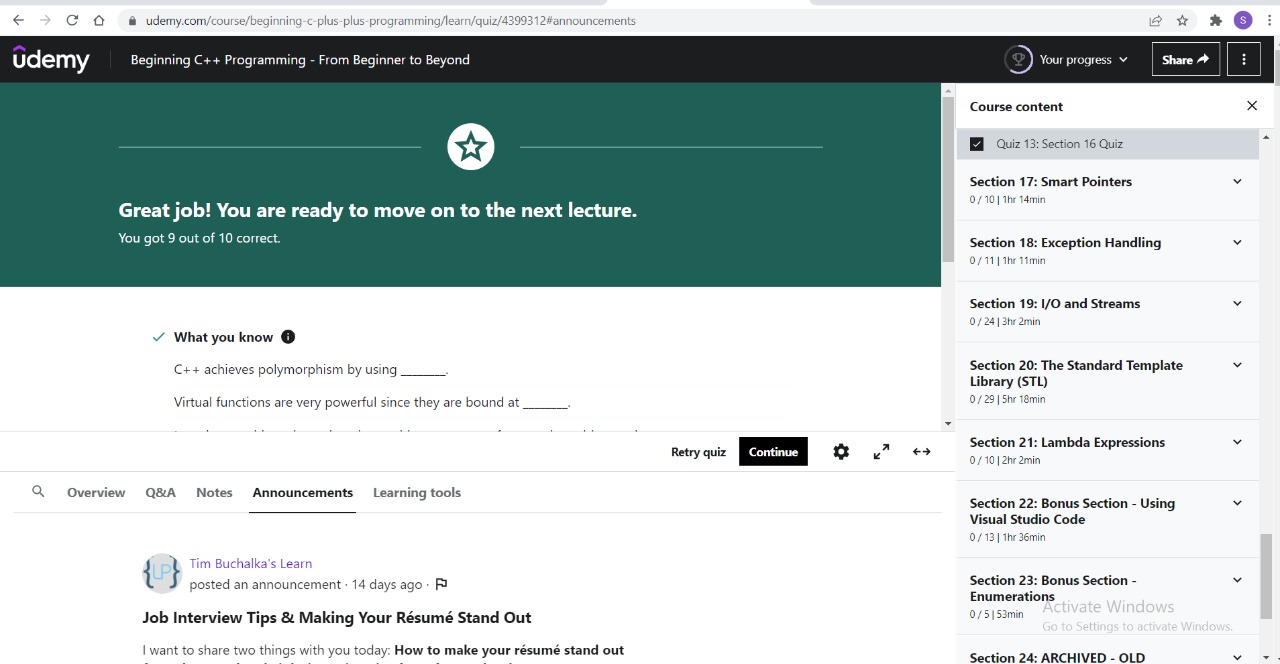 udemy.com/course/beginning-c-plus-plus-programming/learn/quiz/4399312#announcements
S
udemy
Beginning C++ Programming - From Beginner to Beyond
Your progress
Share
Great job! You are ready to move on to the next lecture.
You got 9 out of 10 correct.
What you know
C++ achieves polymorphism by using _______.
Virtual functions are very powerful since they are bound at _______.
Retry quiz
Continue
Overview
Q&A
Notes
Announcements
Learning tools
{LP}
Tim Buchalka's Learn
posted an announcement · 14 days ago ·
Job Interview Tips & Making Your Résumé Stand Out
I want to share two things with you today: How to make your résumé stand out
Course content
Quiz 13: Section 16 Quiz
Section 17: Smart Pointers
0 / 10 | 1hr 14min
Section 18: Exception Handling
0 / 11 | 1hr 11min
Section 19: I/O and Streams
0 / 24 | 3hr 2min
Section 20: The Standard Template
Library (STL)
0 / 29 | 5hr 18min
Section 21: Lambda Expressions
0 / 10 | 2hr 2min
Section 22: Bonus Section - Using
Visual Studio Code
0 / 13 | 1hr 36min
Section 23: Bonus Section -
Enumerations
0 / 5 | 53min
Activate Windows
Go to Settings to activate Windows.
Section 24: ARCHIVED - OLD